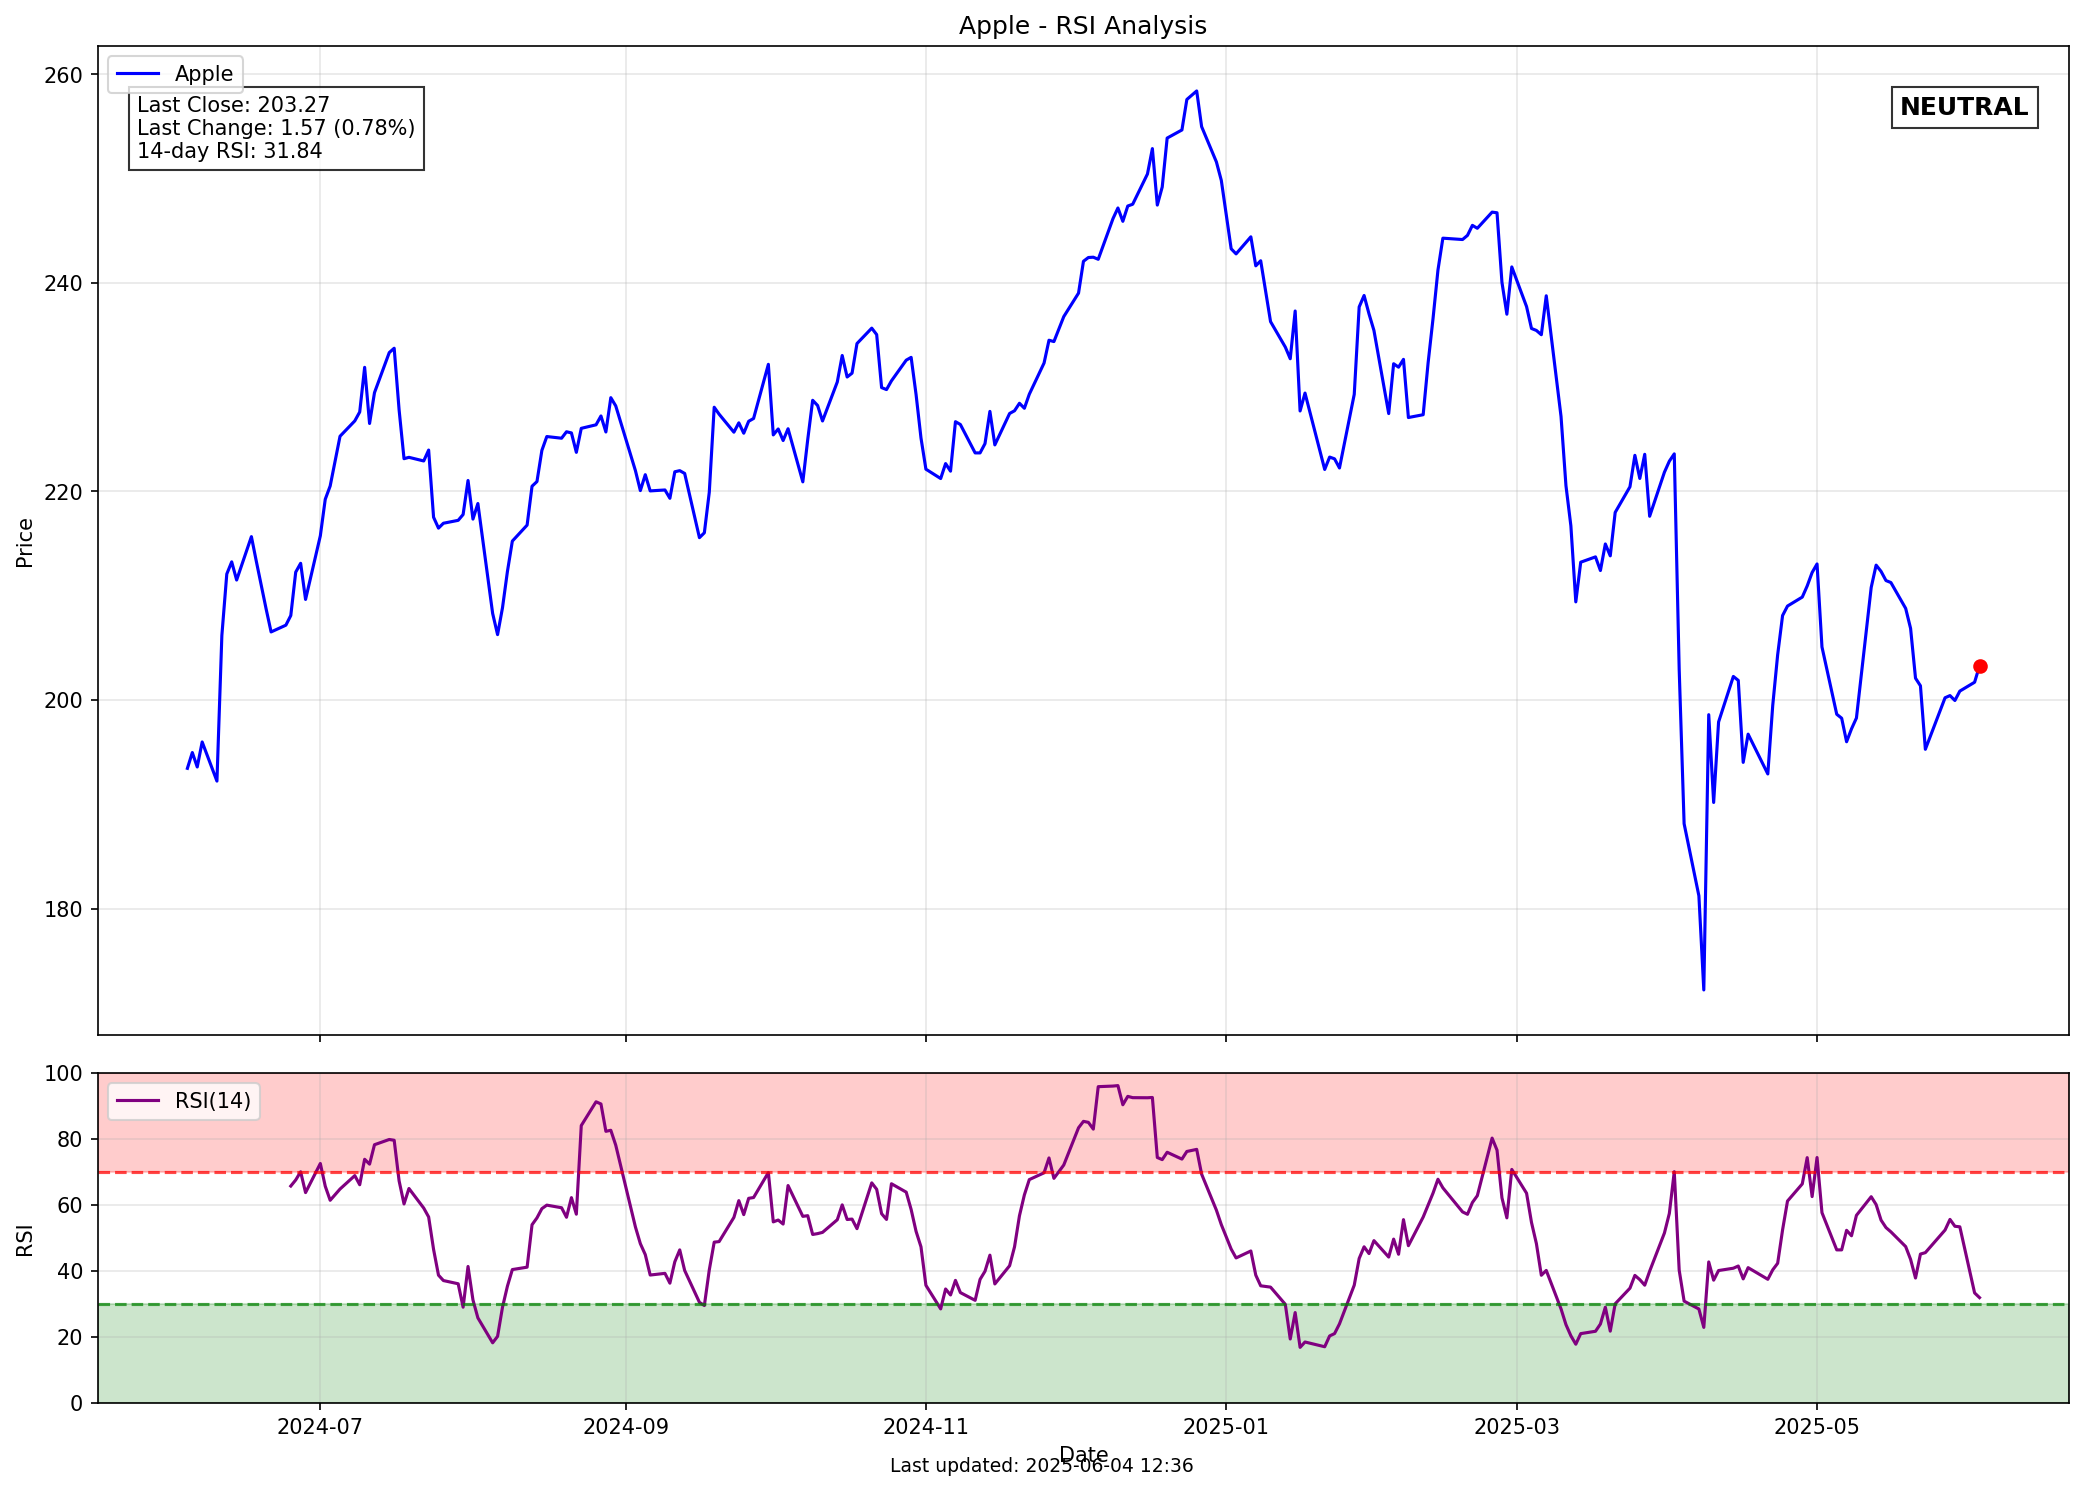 Apple - RSI Analysis
Apple
Last Close: 203.27
Last Change: 1.57 (0.78%)
14-day RSI: 31.84
NEUTRAL
260
240
220
200
180
Price
RSI(14)
100
80
60
40
20
0
RSI
2024-07
2024-09
2024-11
2025-01
2025-03
2025-05
Date
Last updated: 2025-06-04 12:36